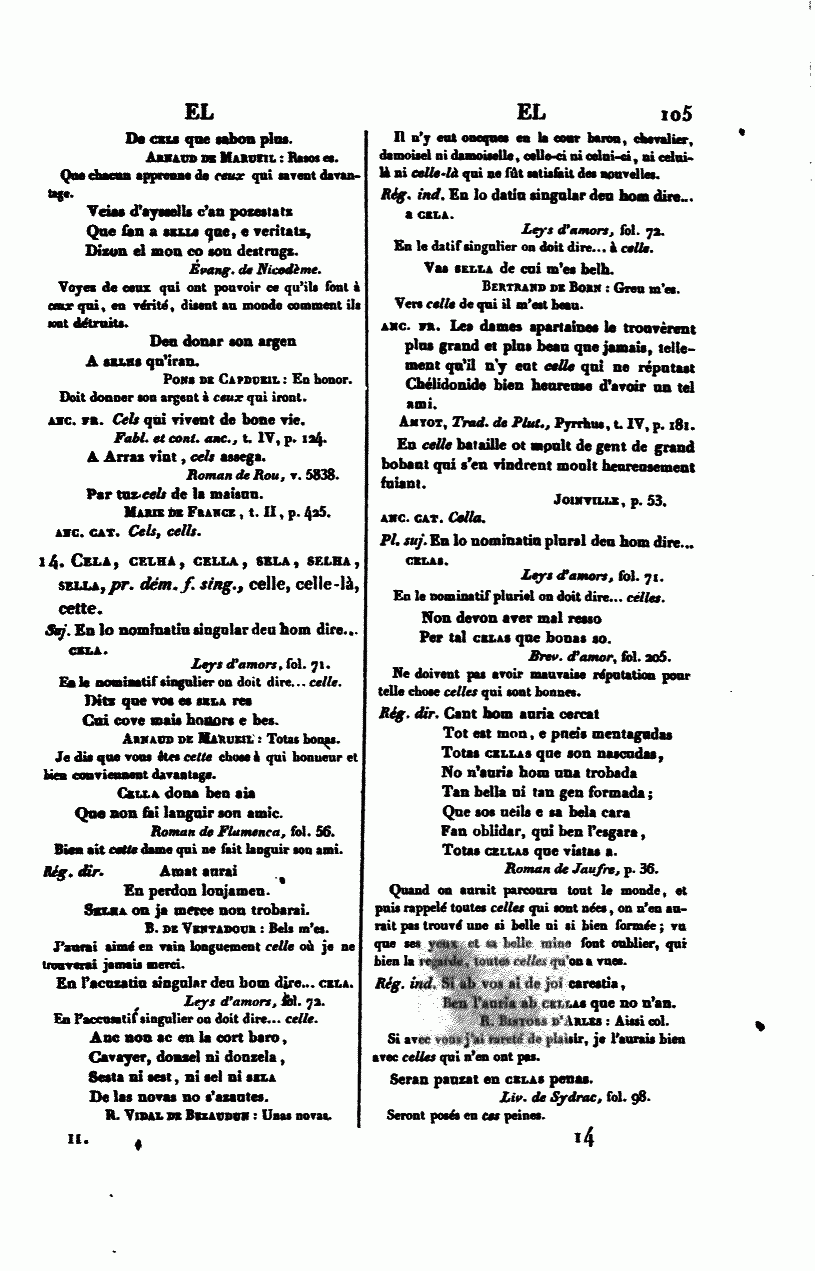 EL
De CELS que sabon plus.
ARNAUD DE MARUEIL : Rasos es.
Que chacun apprenne de ceux qui savent davan-
tage.
Veias d'aysells c'an pozestatz
Que fan a SELLS que, e veritatz,
Dizon el mon co son destrugz.
Évang. de Nicodème.
Voyez de ceux qui ont pouvoir ce qu'ils font à
ceux qui, en vérité, disent au monde comment ils
sont détruits.
Deu donar son argen
A SELHS qu'iran.
PONS DE CAPDUEIL : En honor.
Doit donner son argent à ceux qui iront.
ANC. FR. Cels qui vivent de bone vie.
Fabl. et cont. anc., t. IV, p. 124.
A Arraz vint, cels assega.
Roman de Rou, v. 5838.
Par tuz cels de la maisun.
MARIE DE FRANCE, t. II, p. 425.
ANC. CAT. Cels, cells.
14. CELA, CELHA, CELLA, SELA, SELHA,
SELLA, pr. dém. f. sing., celle, celle-là,
cette.
Suj. En lo nominatiu singular deu hom dire...
CELA.
Leys d'amors, fol. 71.
En le nominatif singulier on doit dire... celle.
Ditz que vos es SELA res
Cui cove mais honors e bes.
ARNAUD DE MARUEIL : Totas bonas.
Je dis que vous êtes cette chose à qui honneur et
bien conviennent davantage.
CELLA dona ben aia
Que non fai languir son amic.
Roman de Flamenca, fol. 56.
Bien ait cette dame qui ne fait languir son ami.
Rég. dir. Amat aurai
En perdon lonjamen.
SELHA on ja merce non trobarai.
B. DE VENTADOUR : Bels m'es.
J'aurai aimé en vain longuement celle où je ne
trouverai jamais merci.
En l'acuzatiu singular deu hom dire... CELA.
Leys d'amors, fol. 72.
En l'accusatif singulier on doit dire... celle.
Anc non ac en la cort baro,
Cavayer, donzel ni donzela,
Sesta ni sest, ni sel ni SELA
De las novas no s'azautes.
R. VIDAL DE BEZAUDUN : Unas novas.
II.
EL 105
Il n'y eut oncques en la cour baron, chevalier,
damoisel ni damoiselle, celle-ci ni celui-ci, ni celui-
là ni celle-là qui ne fût satisfait des nouvelles.
Rég. ind. En lo datiu singular deu hom dire...
a CELA.
Leys d'amors, fol. 72.
En le datif singulier on doit dire... à celle.
Vas SELLA de cui m'es belh.
BERTRAND DE BORN : Greu m'es.
Vers celle de qui il m'est beau.
ANC. FR. Les dames spartaines le trouvèrent
plus grand et plus beau que jamais, telle-
ment qu'il n'y eut celle qui ne réputast
Chélidonide bien heureuse d'avoir un tel
ami.
AMYOT, Trad. de Plut., Pyrrhus, t. IV, p. 181.
En celle bataille ot moult de gent de grand
bobant qui s'en vindrent moult heureusement
fuiant.
JOINVILLE, p. 53.
ANC. CAT. Cella.
Pl. suj. En lo nominatiu plural deu hom dire...
CELAS.
Leys d'amors, fol. 71.
En le nominatif pluriel on doit dire... celles.
Non devon aver mal resso
Per tal CELAS que bonas so.
Brev. d'amor, fol. 205.
Ne doivent pas avoir mauvaise réputation pour
telle chose celles qui sont bonnes.
Rég. dir. Cant hom auria cercat
Tot est mon, e pueis mentagudas
Totas CELLAS que son nascudas,
No n'auria hom una trobada
Tan bella ni tan gen formada ;
Que sos ueils e sa bela cara
Fan oblidar, qui ben l'esgara,
Totas CELLAS que vistas a.
Roman de Jaufre, p. 36.
Quand on aurait parcouru tout le monde, et
puis rappelé toutes celles qui sont nées, on n'en au-
rait pas trouvé une si belle ni si bien formée ; vu
que ses yeux et sa belle mine font oublier, qui
bien la regarde, toutes celles qu'on a vues.
Rég. ind. Si ab vos ai de joi carestia,
Ben l'auria ab CELLAS que no n'an.
R. BISTORS D'ARLES : Aissi col.
Si avec vous j'ai rareté de plaisir, je l'aurais bien
avec celles qui n'en ont pas.
Seran pauzat en CELAS penas.
Liv. de Sydrac, fol. 98.
Seront posés en ces peines.
14